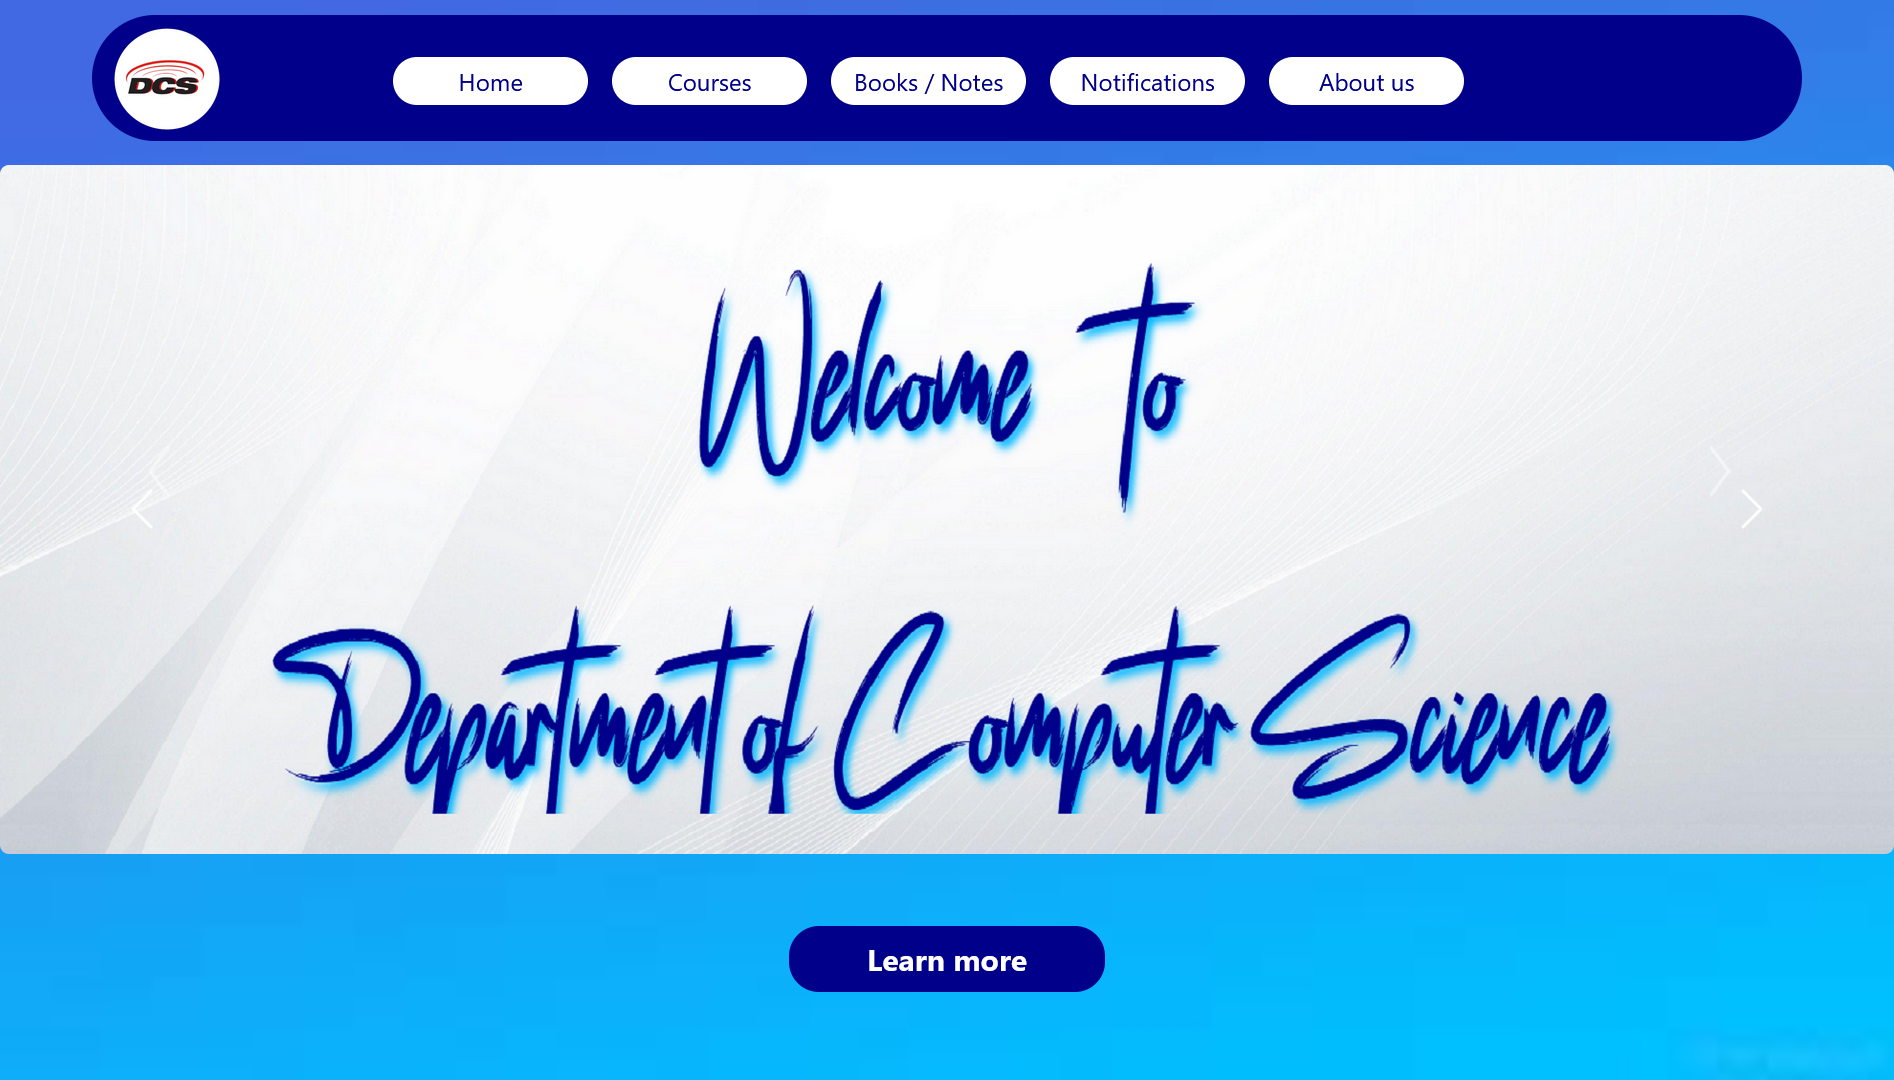 DCS
Home
Courses
Books / Notes
Notifications
About us
Welcome To
Department of Computer Science
Learn more